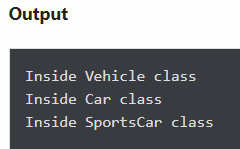 Output
Inside Vehicle class
Inside Car class
Inside SportsCar class